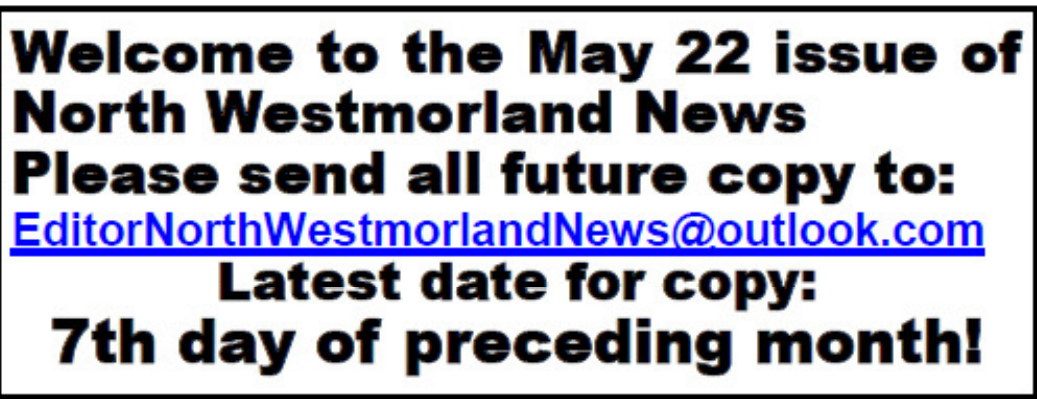 Welcome to the May 22 issue of
North Westmorland News
Please send all future copy to:
EditorNorthWestmorlandNews@outlook.com
Latest date for copy:
7th day of preceding month!